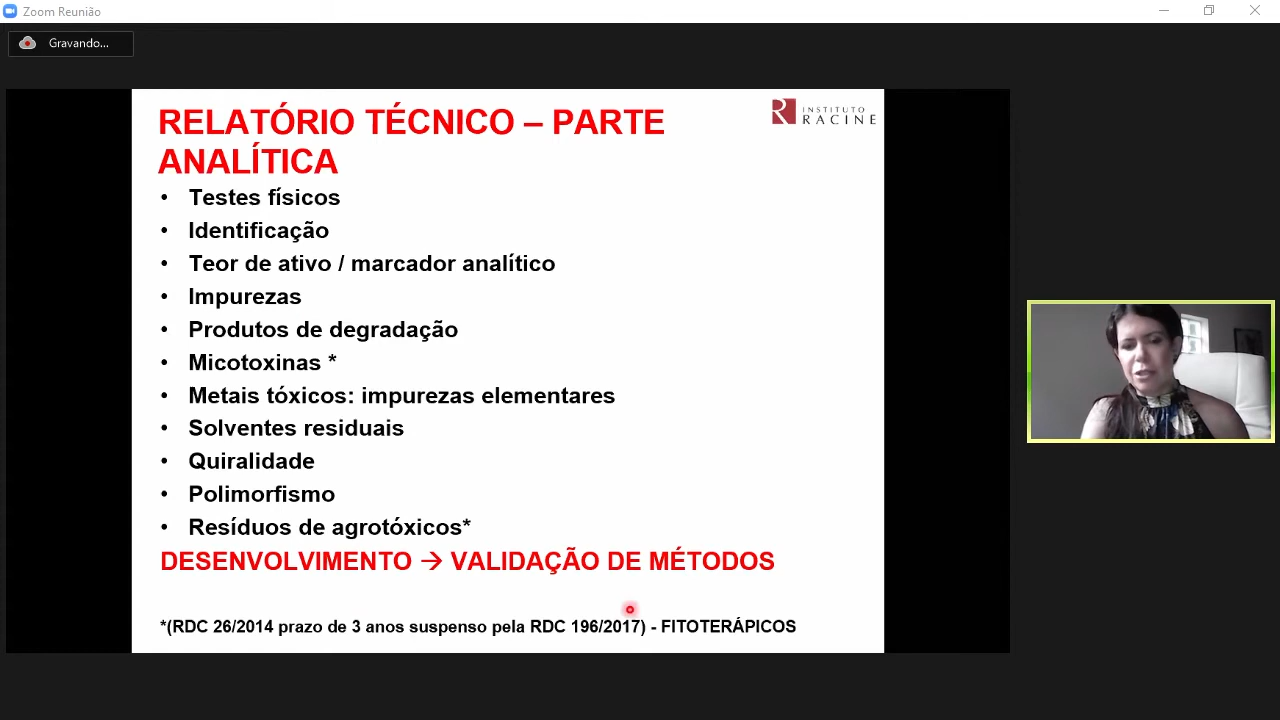 Zoom Reunião
Gravando...
RELATÓRIO TÉCNICO – PARTE
ANALÍTICA
INSTITUTO
RACINE
• Testes físicos
• Identificação
• Teor de ativo / marcador analítico
• Impurezas
• Produtos de degradação
• Micotoxinas *
• Metais tóxicos: impurezas elementares
• Solventes residuais
• Quiralidade
• Polimorfismo
• Resíduos de agrotóxicos*
DESENVOLVIMENTO → VALIDAÇÃO DE MÉTODOS
*(RDC 26/2014 prazo de 3 anos suspenso pela RDC 196/2017) - FITOTERÁPICOS